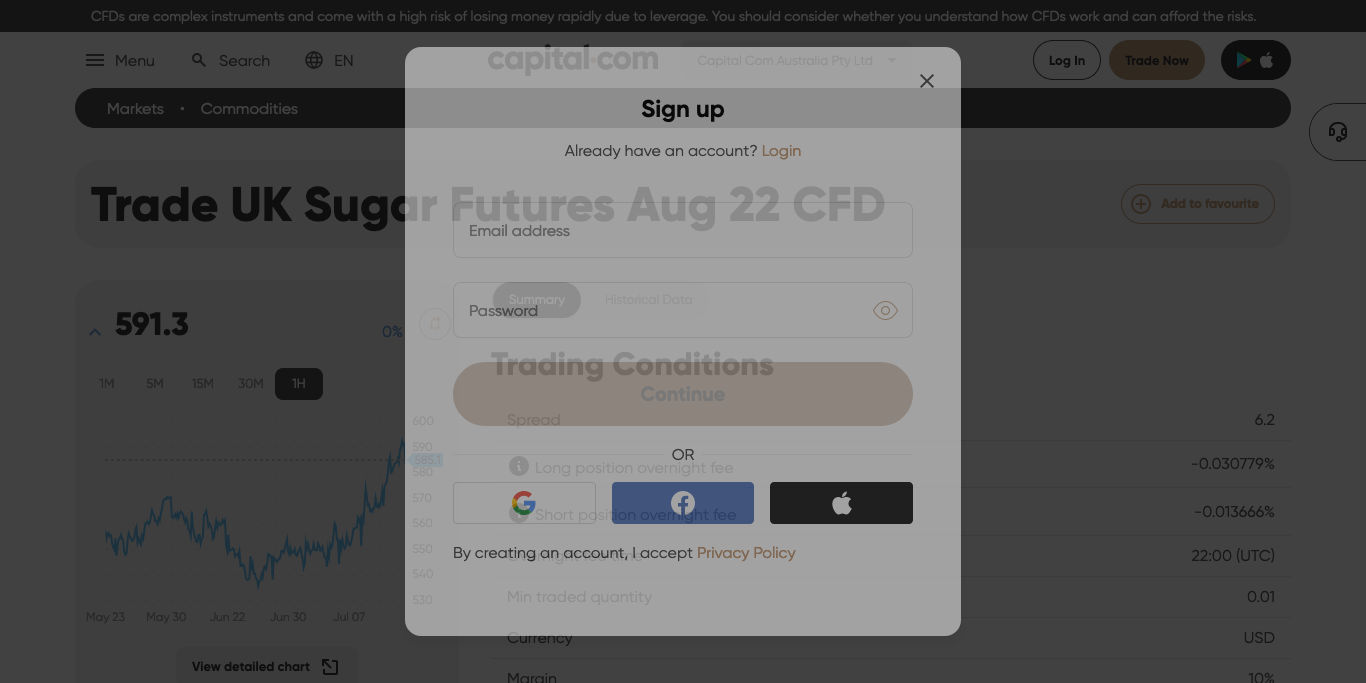 CFDs are complex instruments and come with a high risk of losing money rapidly due to leverage. You should consider whether you understand how CFDs work and can afford the risks.
Menu
Search
EN
capital.com
Capital Com Australia Pty Ltd
Log In
Trade Now
Markets • Commodities
Sign up
Already have an account? Login
Trade UK Sugar Futures Aug 22 CFD
Add to favourite
Email address
Password
Continue
OR
By creating an account, I accept Privacy Policy
591.3
0%
1M
5M
15M
30M
1H
600
590
585.1
580
570
560
550
540
530
May 23
May 30
Jun 22
Jun 30
Jul 07
View detailed chart
Summary
Historical Data
Trading Conditions
Spread
6.2
Long position overnight fee
-0.030779%
Short position overnight fee
-0.013666%
Overnight fee time
22:00 (UTC)
Min traded quantity
0.01
Currency
USD
Margin
10%